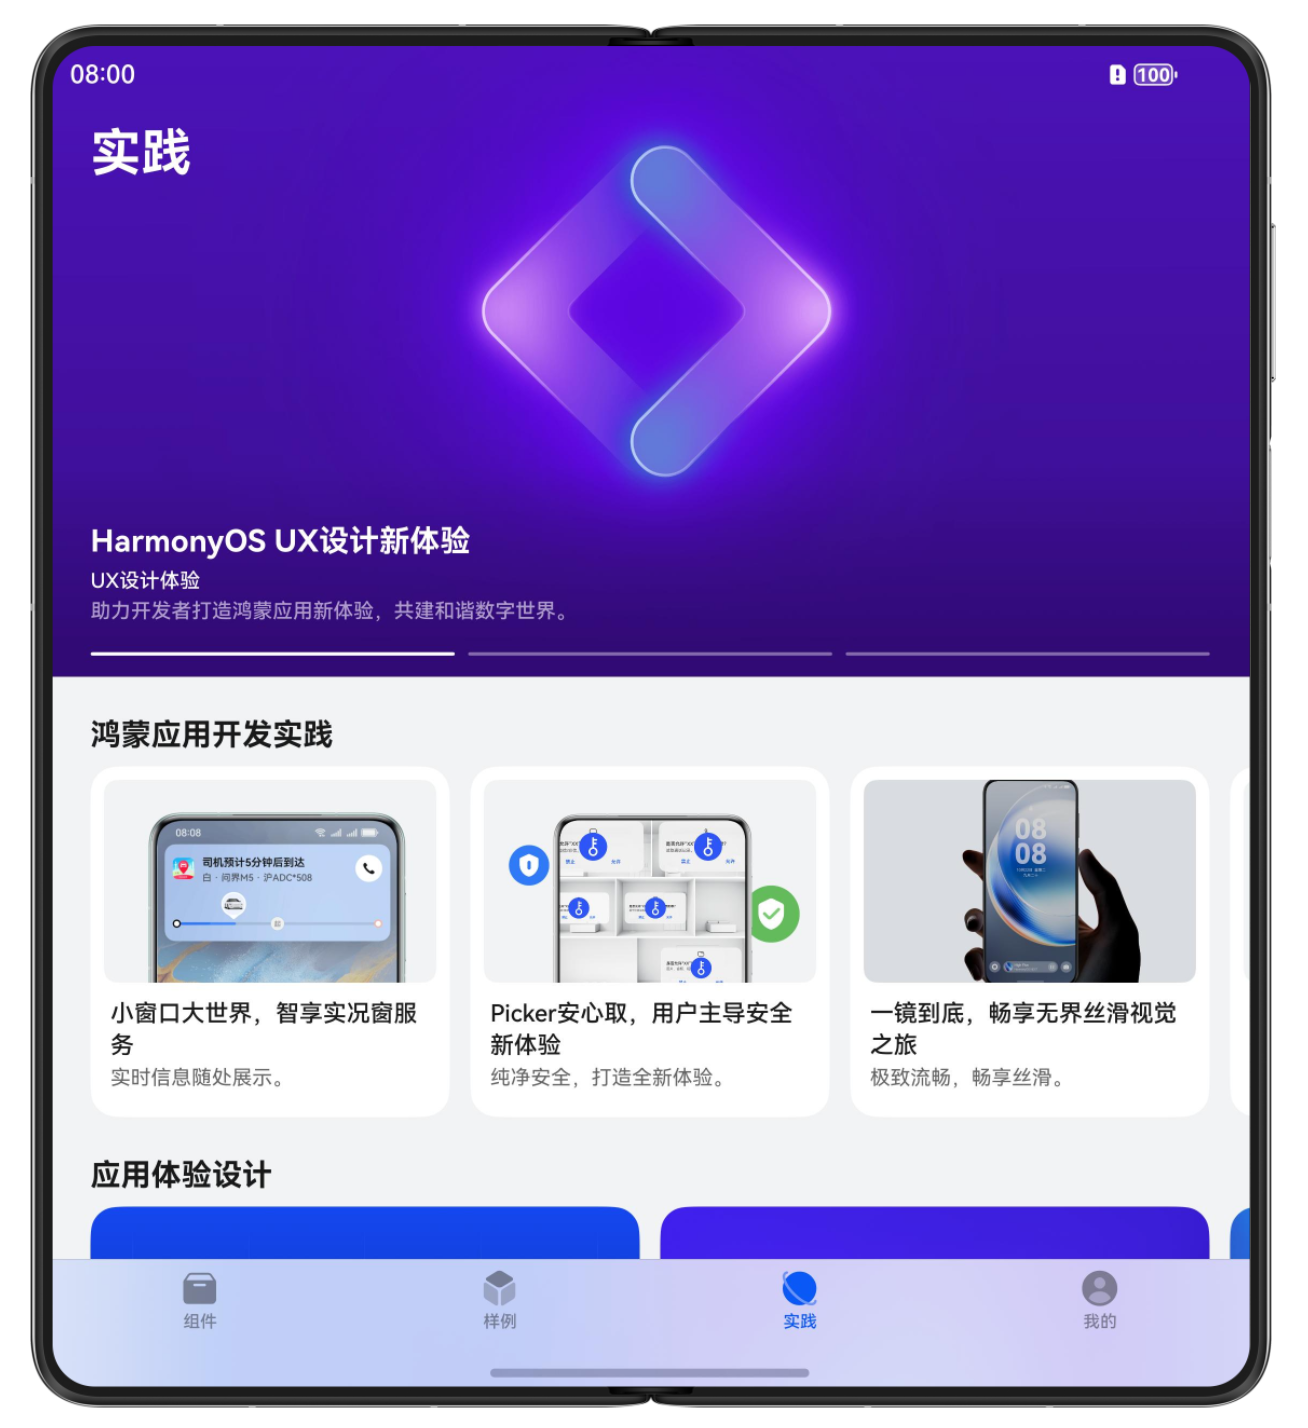 08:00
100
实践
HarmonyOS UX设计新体验
UX设计体验
助力开发者打造鸿蒙应用新体验，共建和谐数字世界。
鸿蒙应用开发实践
08:08
司机预计5分钟后到达
白 · 问界M5 · 沪ADC*508
08
08
小窗口大世界，智享实况窗服
务
实时信息随处展示。
Picker安心取，用户主导安全
新体验
纯净安全，打造全新体验。
一镜到底，畅享无界丝滑视觉
之旅
极致流畅，畅享丝滑。
应用体验设计
组件
样例
实践
我的